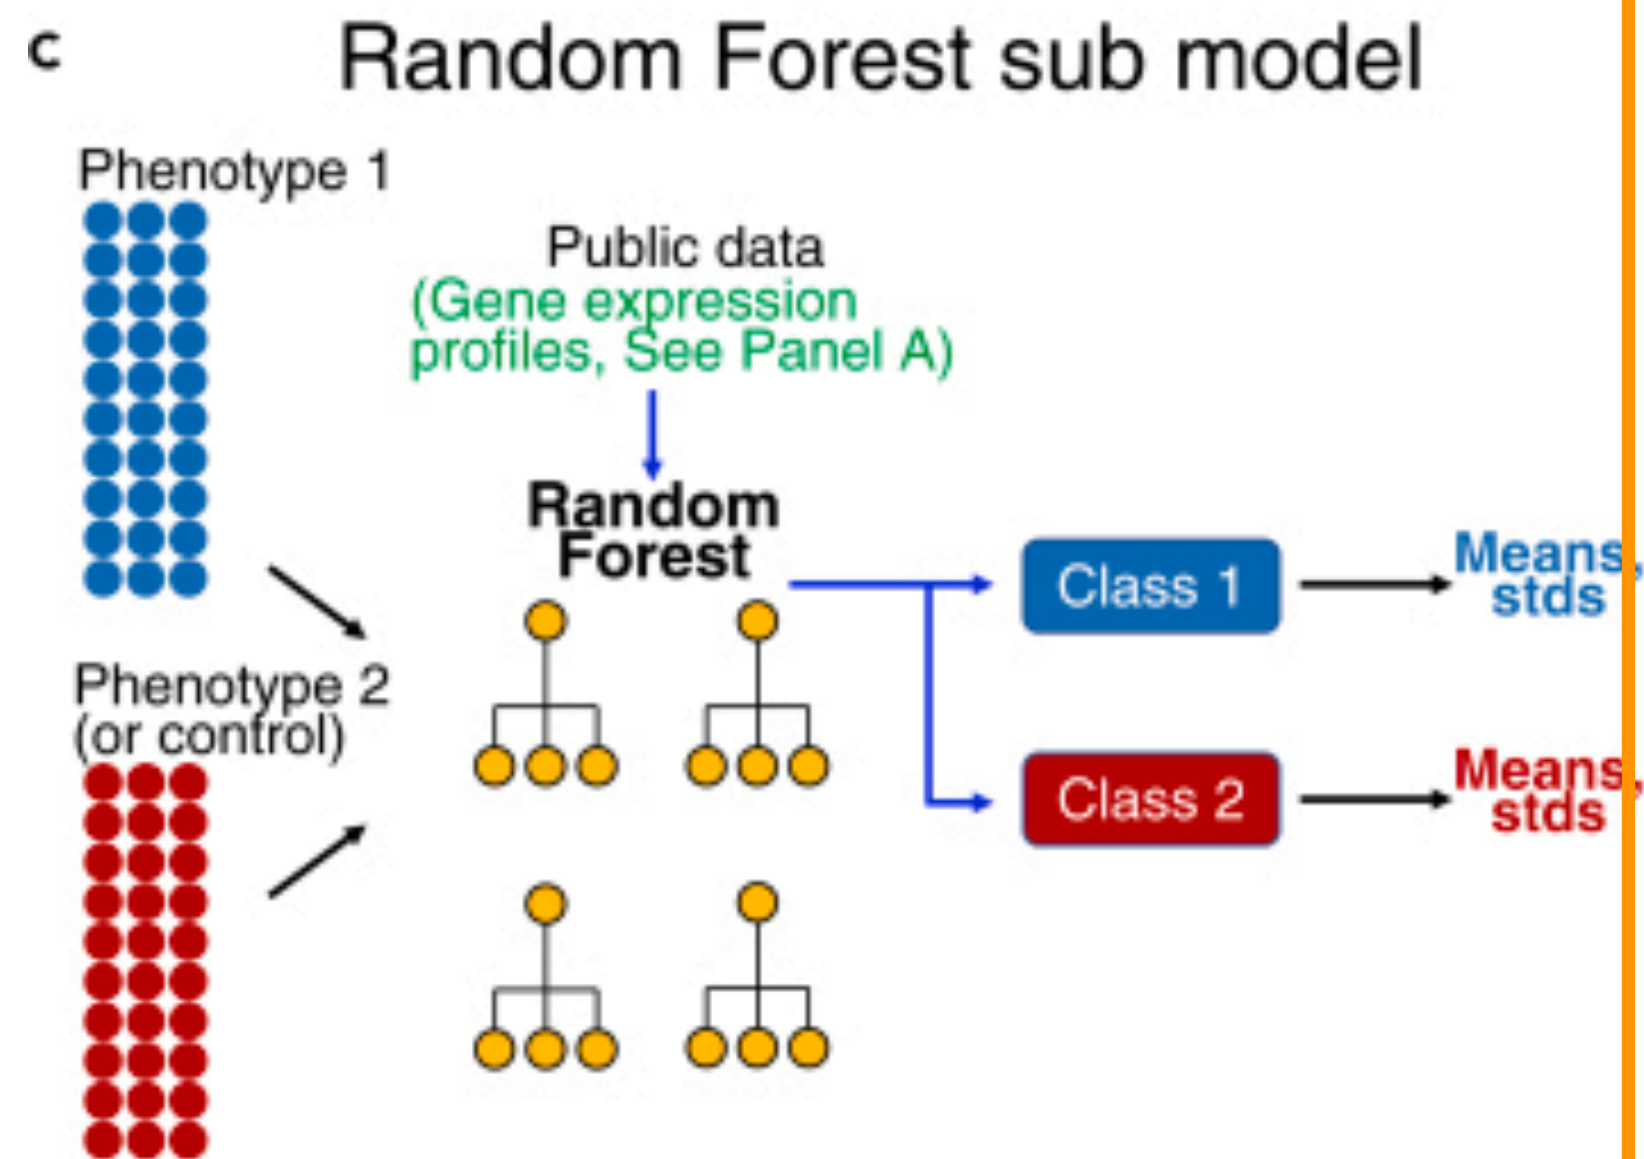 c
Random Forest sub model
Phenotype 1
Public data
(Gene expression
profiles, See Panel A)
Random
Forest
Class 1
Means,
stds
Phenotype 2
(or control)
Class 2
Means,
stds